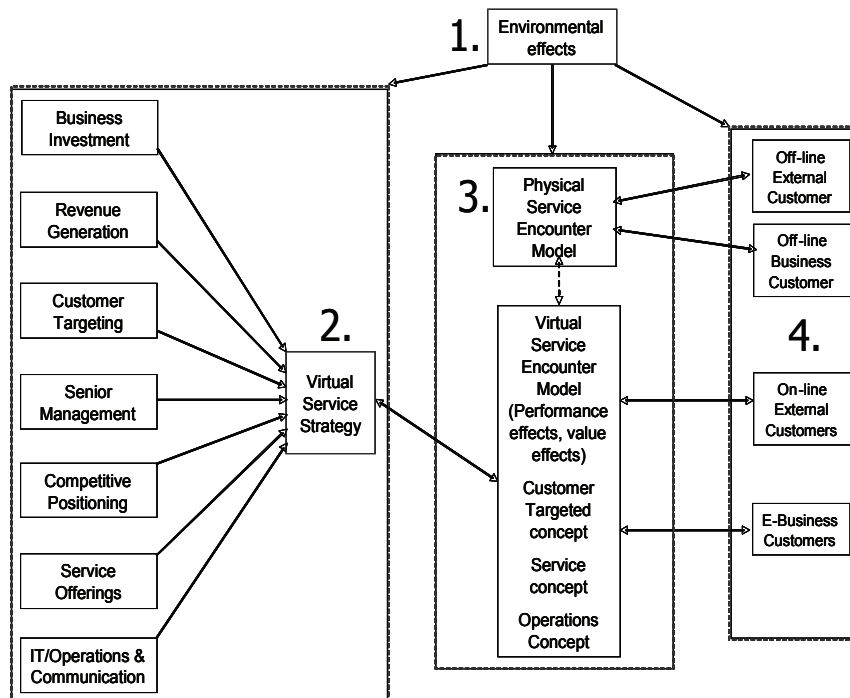 1.
Environmental
effects
Business
Investment
Revenue
Generation
Customer
Targeting
Senior
Management
Competitive
Positioning
Service
Offerings
IT/Operations &
Communication
2.
Virtual
Service
Strategy
3.
Physical
Service
Encounter
Model
Virtual
Service
Encounter
Model
(Performance
effects, value
effects)
Customer
Targeted
concept
Service
concept
Operations
Concept
Off-line
External
Customer
Off-line
Business
Customer
4.
On-line
External
Customers
E-Business
Customers